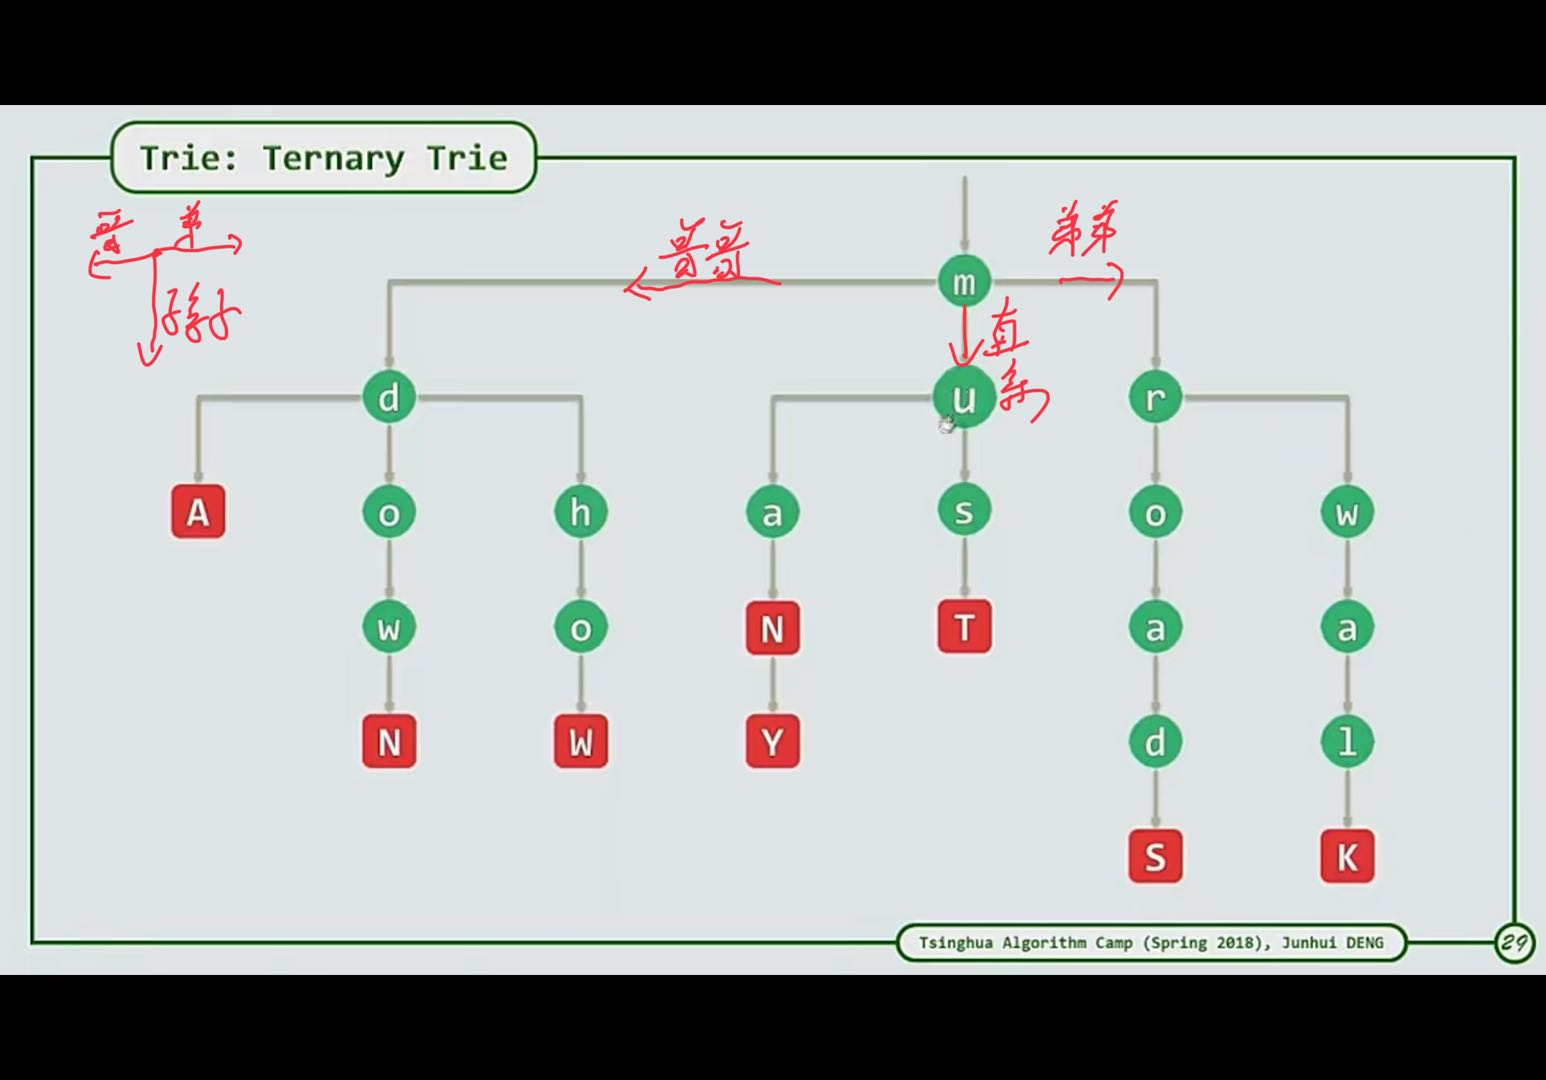 Trie: Ternary Trie
哥 弟
子孫
哥哥
弟弟
m
直系
d
u
r
A
o
h
a
s
o
w
w
o
N
T
a
a
N
W
Y
d
l
S
K
Tsinghua Algorithm Camp (Spring 2018), Junhui DENG
29